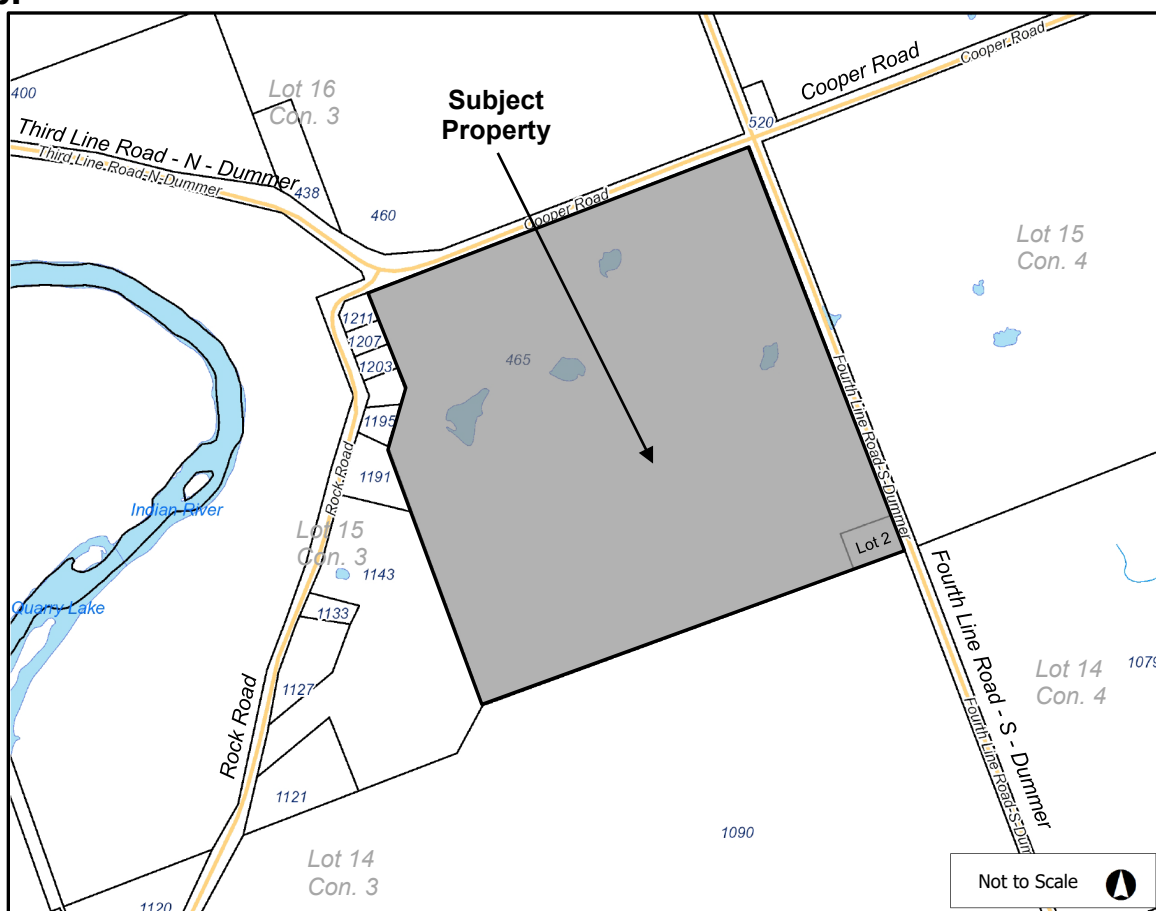 400
Lot 16
Con. 3
Third Line Road - N - Dummer
Third Line Road-N-Dummer
438
460
Subject
Property
Cooper Road
Cooper Road
520
Cooper Road
Lot 15
Con. 4
1211
1207
1203
1195
1191
465
Fourth Line Road-S-Dummer
Rock Road
Indian River
Lot 15
Con. 3
1143
Lot 2
Quarry Lake
1133
Fourth Line Road - S - Dummer
Lot 14
Con. 4
1079
1127
Rock Road
Fourth Line Road-S-Dum
1121
1090
Lot 14
Con. 3
1120
Not to Scale